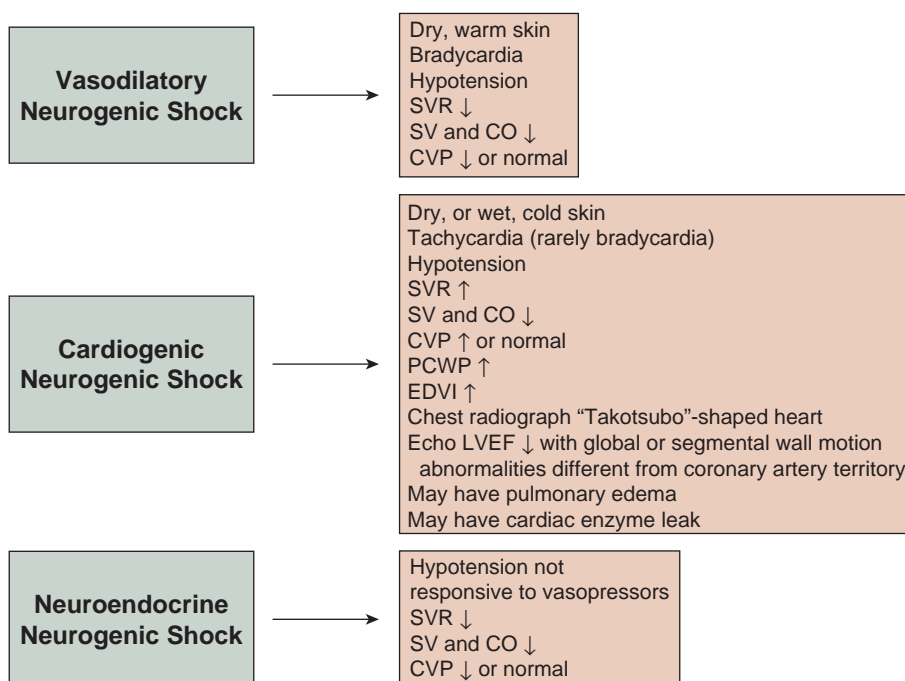 Vasodilatory
Neurogenic Shock
Dry, warm skin
Bradycardia
Hypotension
SVR ↓
SV and CO ↓
CVP ↓ or normal
Cardiogenic
Neurogenic Shock
Dry, or wet, cold skin
Tachycardia (rarely bradycardia)
Hypotension
SVR ↑
SV and CO ↓
CVP ↑ or normal
PCWP ↑
EDVI ↑
Chest radiograph “Takotsubo”-shaped heart
Echo LVEF ↓ with global or segmental wall motion
abnormalities different from coronary artery territory
May have pulmonary edema
May have cardiac enzyme leak
Neuroendocrine
Neurogenic Shock
Hypotension not
responsive to vasopressors
SVR ↓
SV and CO ↓
CVP ↓ or normal